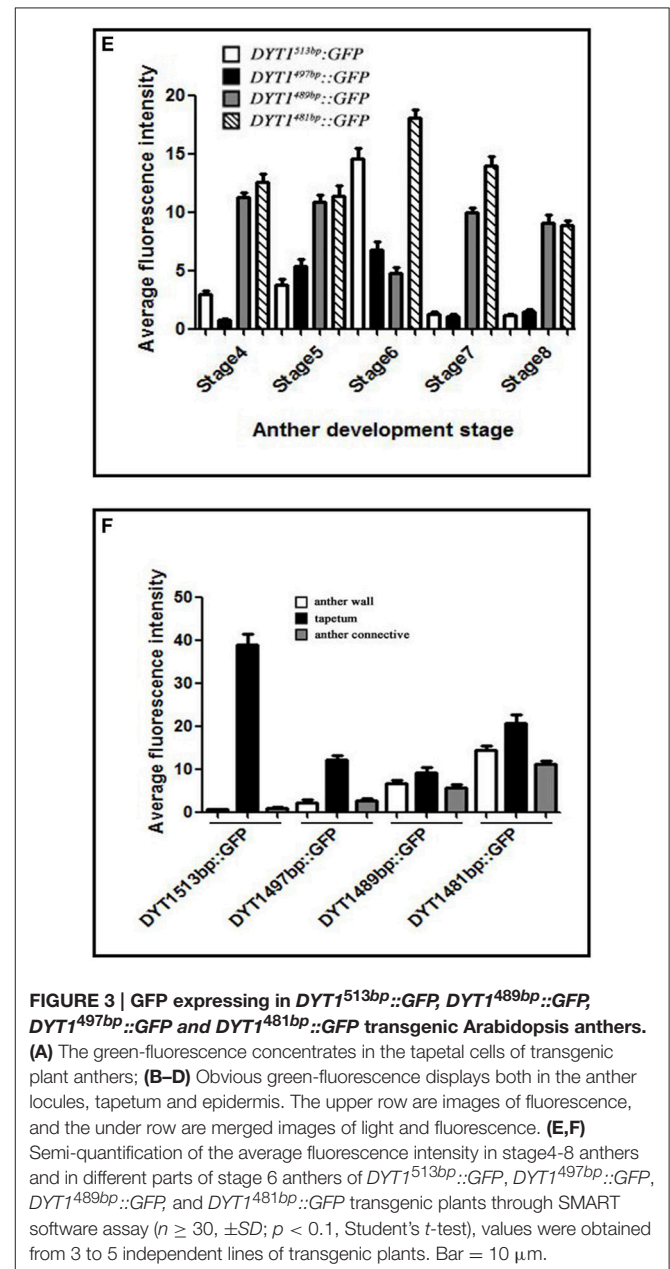 E
DYT1513bp:GFP
DYT1497bp::GFP
DYT1489bp::GFP
DYT1481bp::GFP
Average fluorescence intensity
20
15
10
5
0
Stage4
Stage5
Stage6
Stage7
Stage8
Anther development stage
F
Average fluorescence intensity
50
40
30
20
10
0
anther wall
tapetum
anther connective
DYT1513bp::GFP
DYT1497bp::GFP
DYT1489bp::GFP
DYT1481bp::GFP
FIGURE 3 | GFP expressing in DYT1513bp::GFP, DYT1489bp::GFP,
DYT1497bp::GFP and DYT1481bp::GFP transgenic Arabidopsis anthers.
(A) The green-fluorescence concentrates in the tapetal cells of transgenic
plant anthers; (B–D) Obvious green-fluorescence displays both in the anther
locules, tapetum and epidermis. The upper row are images of fluorescence,
and the under row are merged images of light and fluorescence. (E,F)
Semi-quantification of the average fluorescence intensity in stage4-8 anthers
and in different parts of stage 6 anthers of DYT1513bp::GFP, DYT1497bp::GFP,
DYT1489bp::GFP, and DYT1481bp::GFP transgenic plants through SMART
software assay (n ≥ 30, ±SD; p < 0.1, Student's t-test), values were obtained
from 3 to 5 independent lines of transgenic plants. Bar = 10 μm.